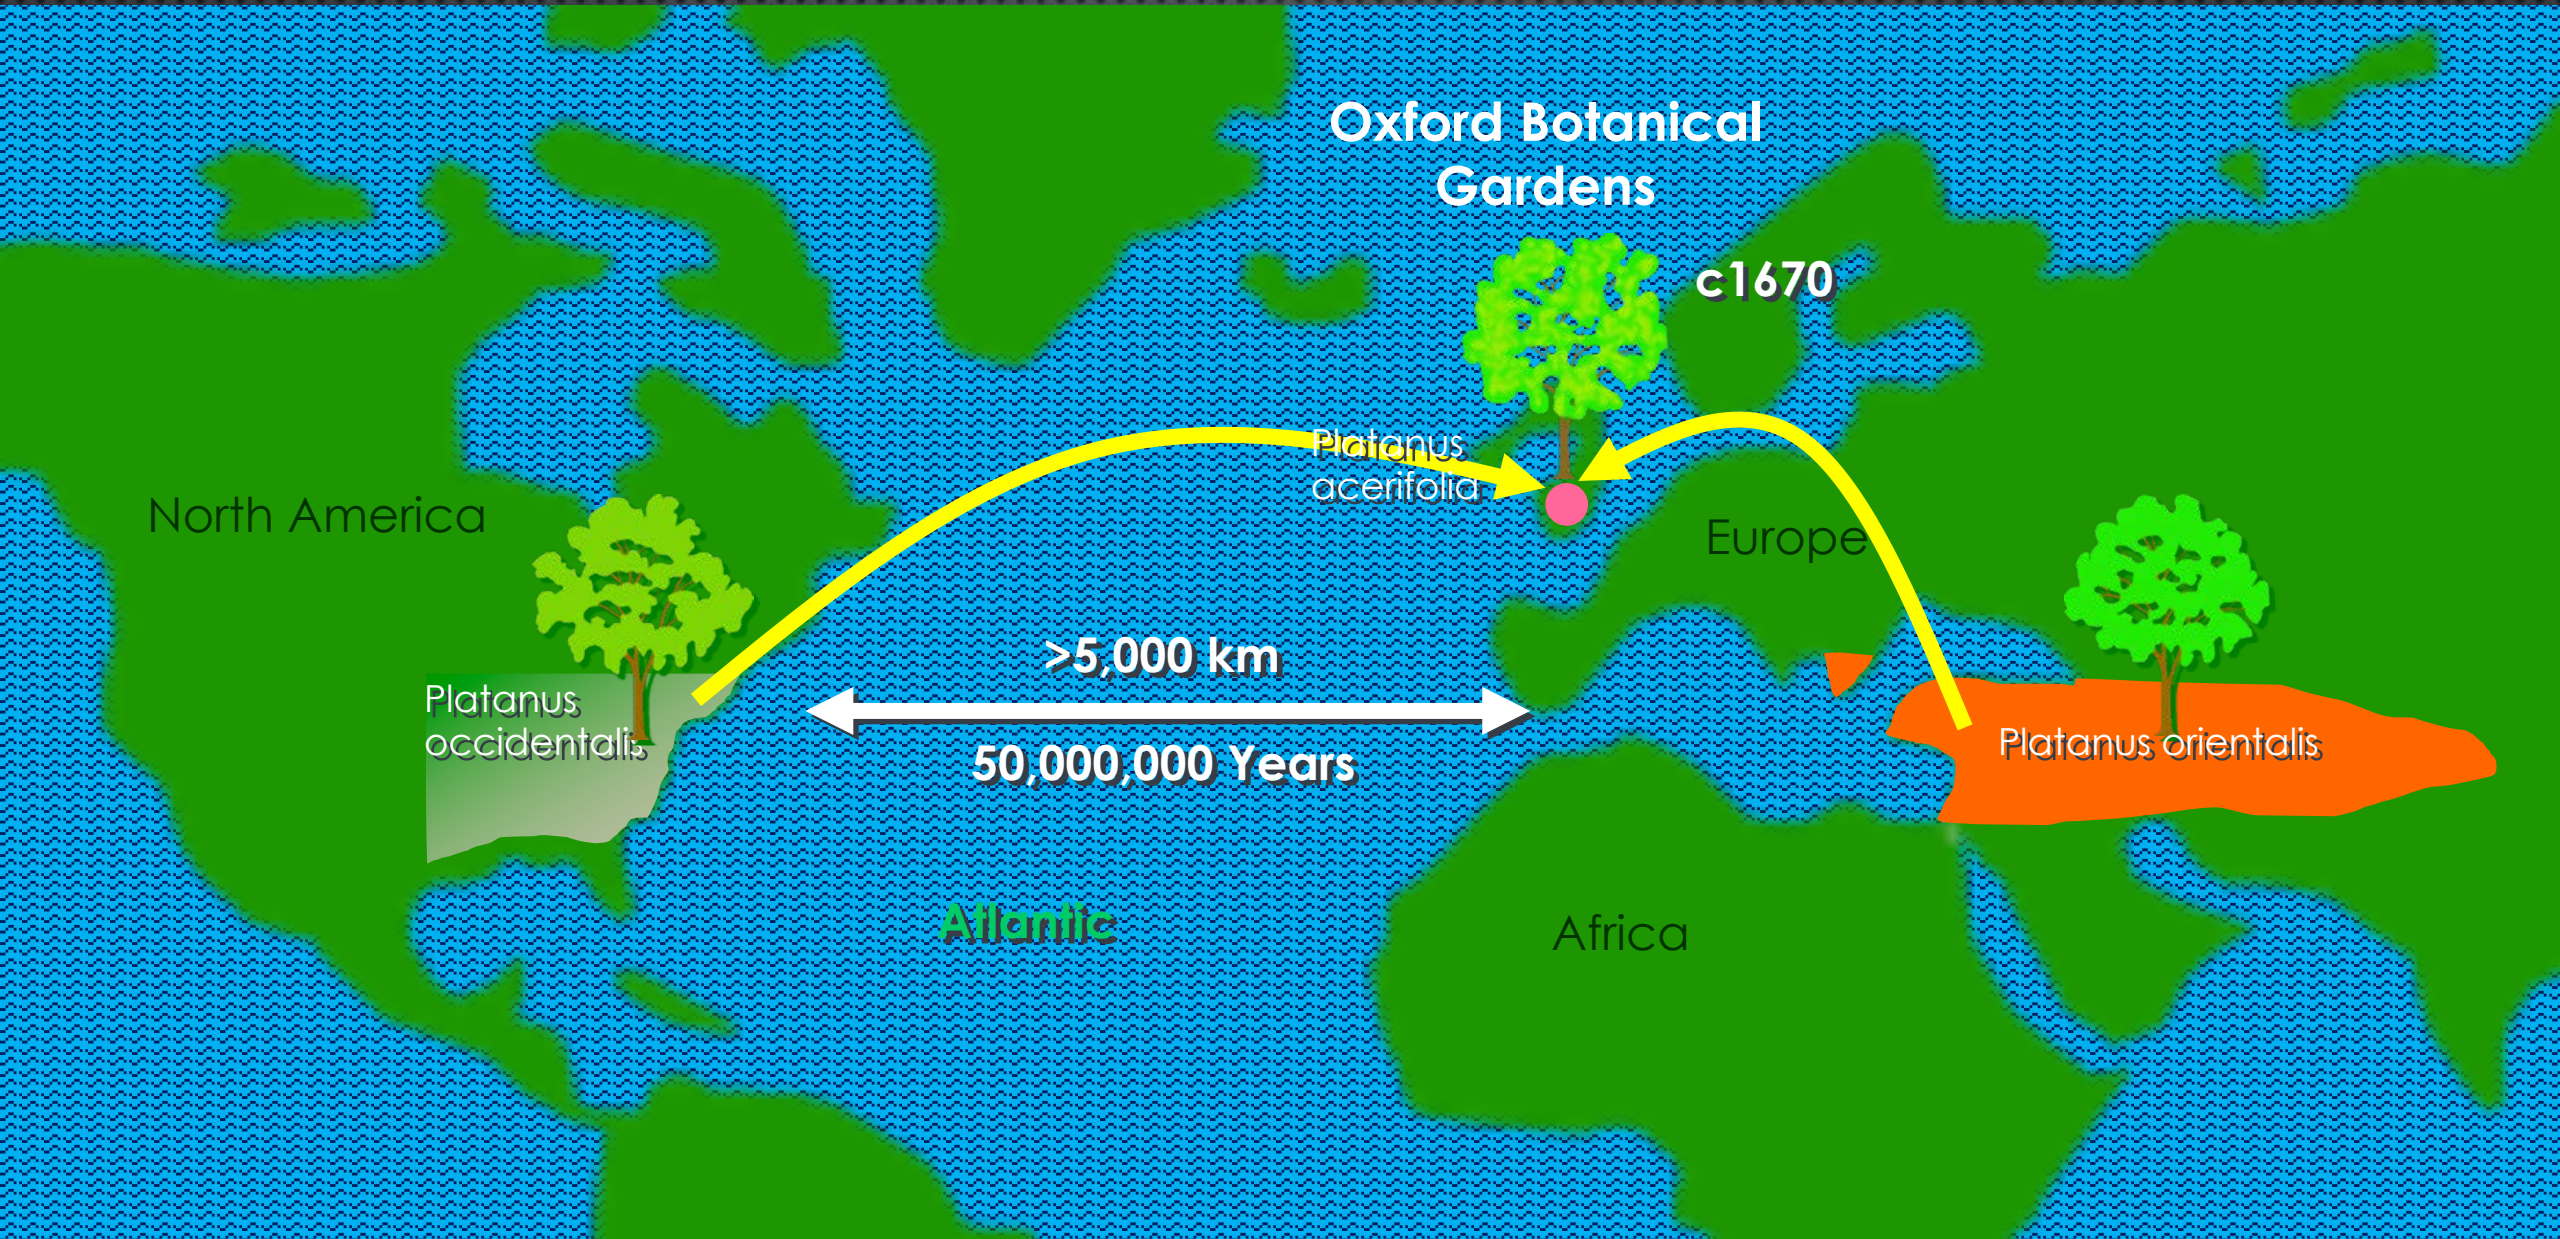 Oxford Botanical
Gardens
c1670
Platanus
acerifolia
North America
Europe
>5,000 km
Platanus
occidentalis
Platanus orientalis
50,000,000 Years
Atlantic
Africa